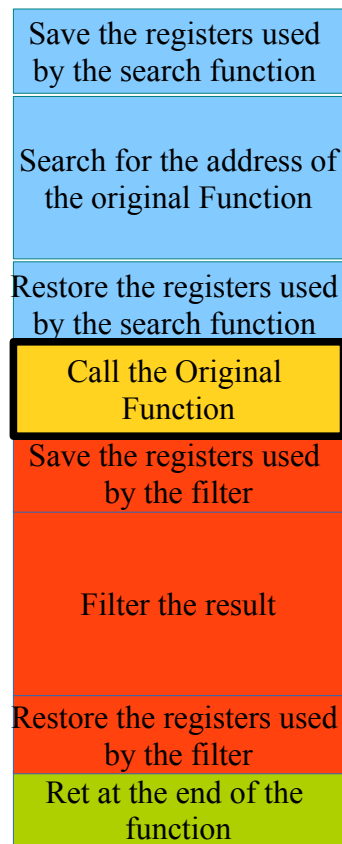 Save the registers used
by the search function
Search for the address of
the original Function
Restore the registers used
by the search function
Call the Original
Function
Save the registers used
by the filter
Filter the result
Restore the registers used
by the filter
Ret at the end of the
function